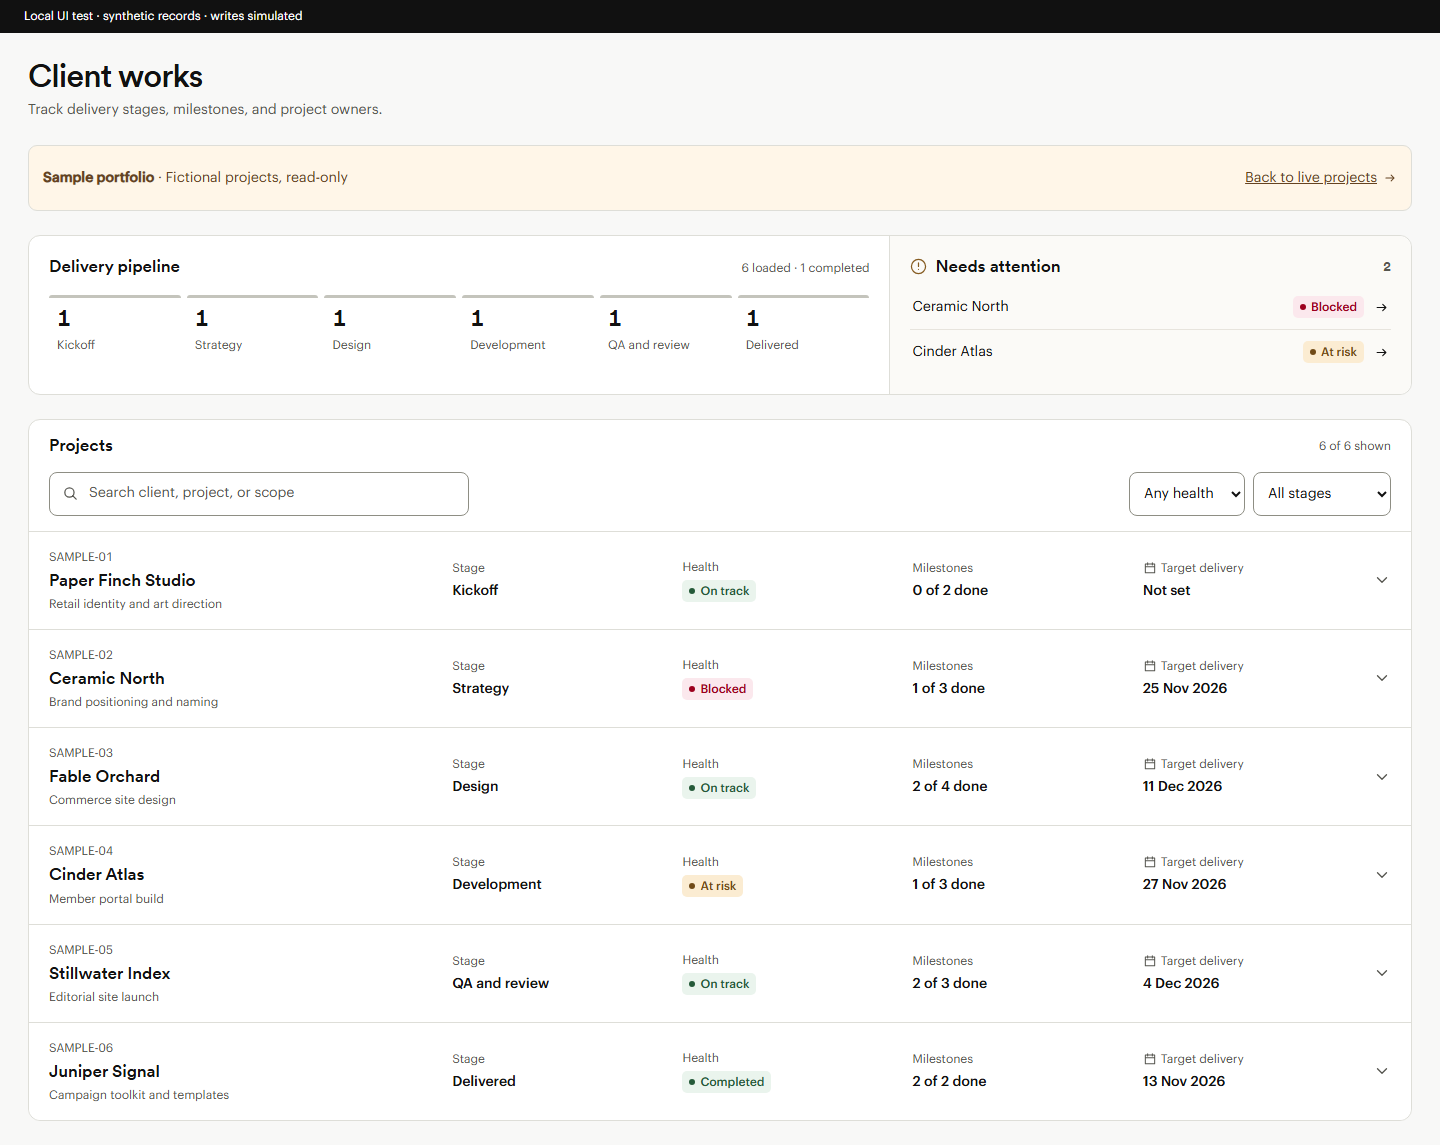 Local UI test · synthetic records · writes simulated
Client works
Track delivery stages, milestones, and project owners.
Sample portfolio · Fictional projects, read-only
Back to live projects →
Delivery pipeline
6 loaded · 1 completed
1
Kickoff
1
Strategy
1
Design
1
Development
1
QA and review
1
Delivered
Needs attention
2
Ceramic North
Blocked →
Cinder Atlas
At risk →
Projects
6 of 6 shown
Search client, project, or scope
Any health
All stages
SAMPLE-01
Paper Finch Studio
Retail identity and art direction
Stage
Kickoff
Health
On track
Milestones
0 of 2 done
Target delivery
Not set
SAMPLE-02
Ceramic North
Brand positioning and naming
Stage
Strategy
Health
Blocked
Milestones
1 of 3 done
Target delivery
25 Nov 2026
SAMPLE-03
Fable Orchard
Commerce site design
Stage
Design
Health
On track
Milestones
2 of 4 done
Target delivery
11 Dec 2026
SAMPLE-04
Cinder Atlas
Member portal build
Stage
Development
Health
At risk
Milestones
1 of 3 done
Target delivery
27 Nov 2026
SAMPLE-05
Stillwater Index
Editorial site launch
Stage
QA and review
Health
On track
Milestones
2 of 3 done
Target delivery
4 Dec 2026
SAMPLE-06
Juniper Signal
Campaign toolkit and templates
Stage
Delivered
Health
Completed
Milestones
2 of 2 done
Target delivery
13 Nov 2026